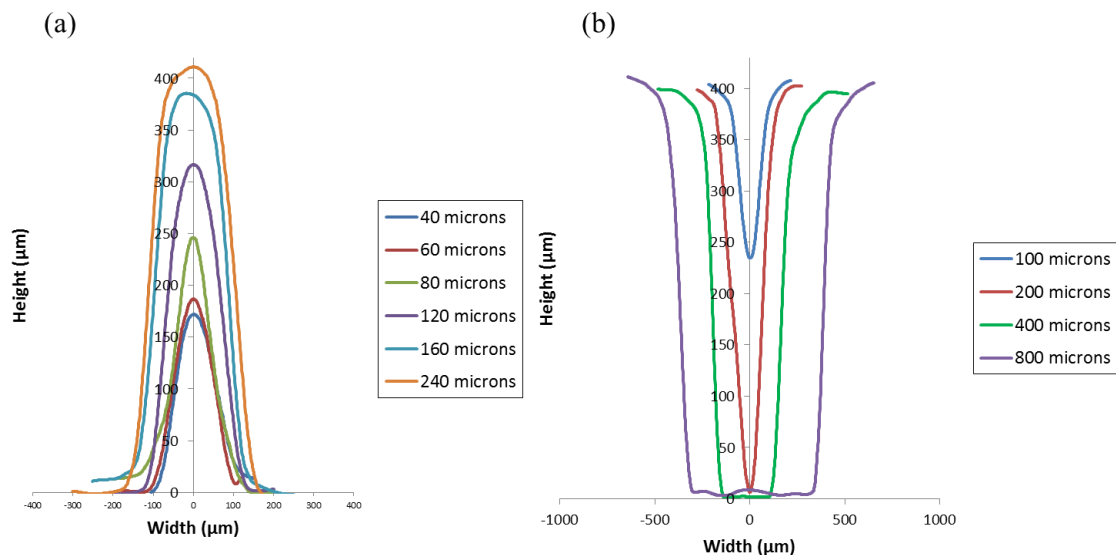 (a)
400
350
300
250
200
150
100
50
0
Height (µm)
-400 -300 -200 -100 0 100 200 300 400
Width (µm)
40 microns
60 microns
80 microns
120 microns
160 microns
240 microns
(b)
400
350
300
250
200
150
100
50
0
Height (µm)
-1000 -500 0 500 1000
Width (µm)
100 microns
200 microns
400 microns
800 microns